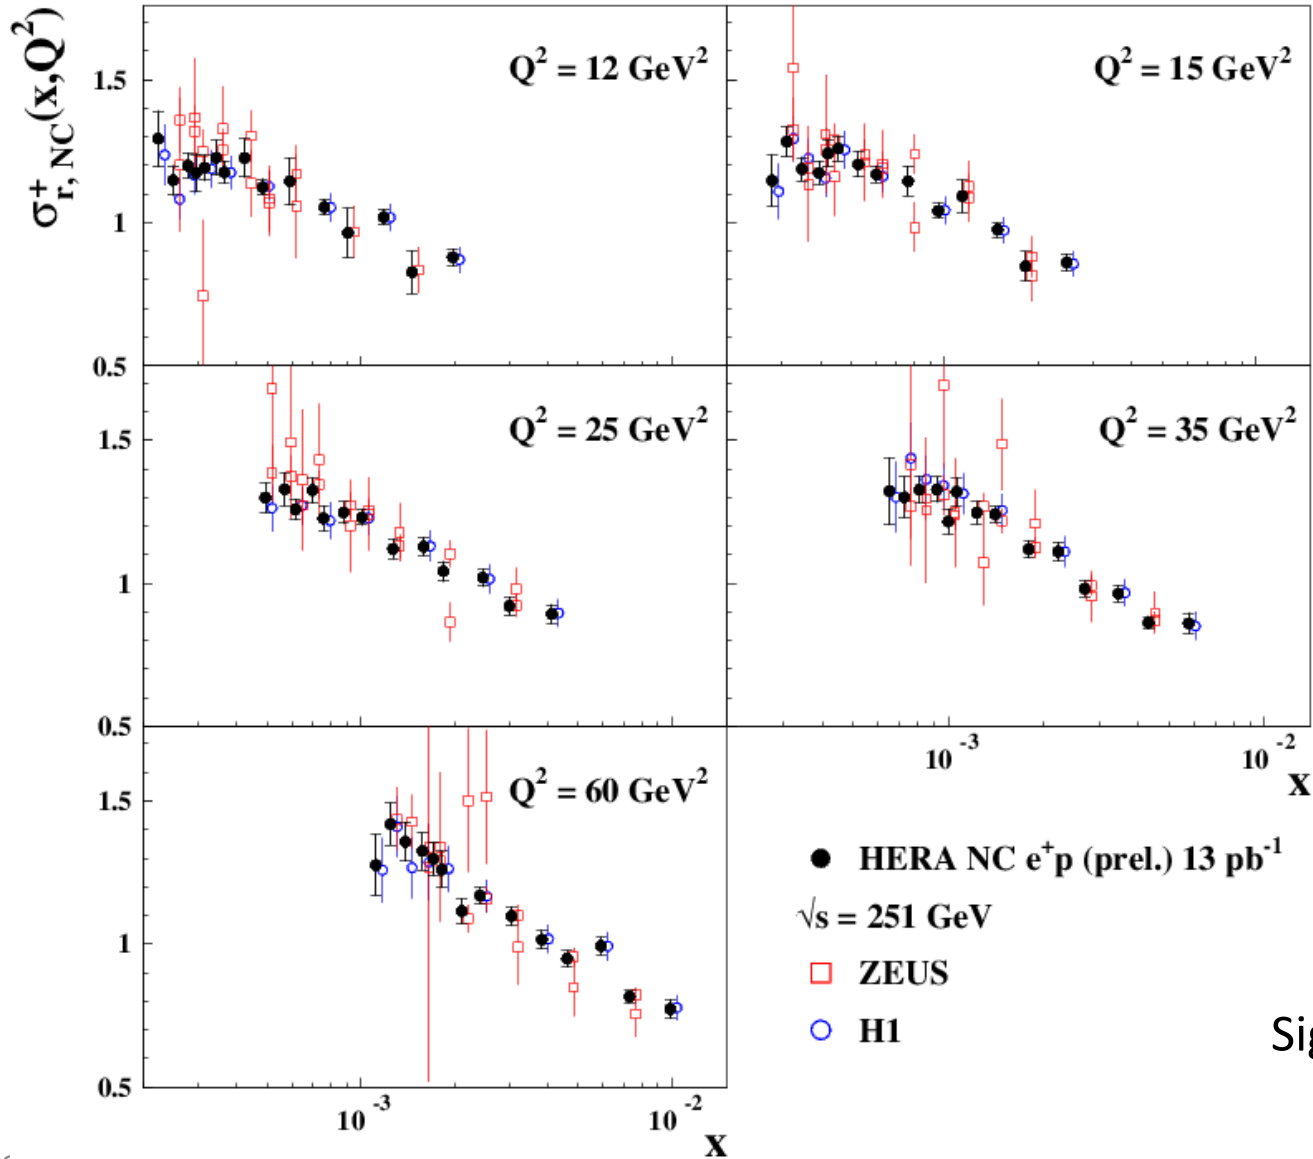 σ⁺r, NC(x,Q²)
Q² = 12 GeV²
Q² = 15 GeV²
1.5
1
0.5
Q² = 25 GeV²
Q² = 35 GeV²
1.5
1
0.5
10⁻³
10⁻²
x
Q² = 60 GeV²
1.5
1
0.5
10⁻³
10⁻²
x
HERA NC e⁺p (prel.) 13 pb⁻¹
√s = 251 GeV
ZEUS
H1